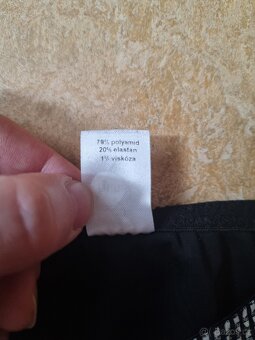 79% polyamid
20% elastan
1% viskóza